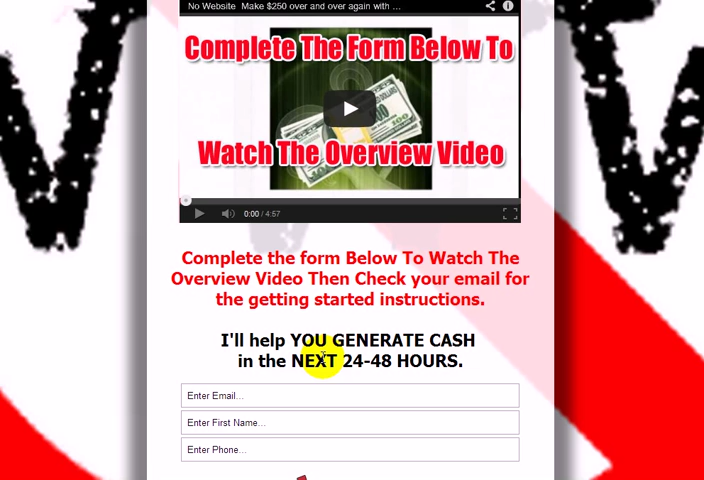 No Website Make $250 over and over again with ...
Complete The Form Below To
Watch The Overview Video
0:00 / 4:57
Complete the form Below To Watch The
Overview Video Then Check your email for
the getting started instructions.
I'll help YOU GENERATE CASH
in the NEXT 24-48 HOURS.
Enter Email...
Enter First Name...
Enter Phone...